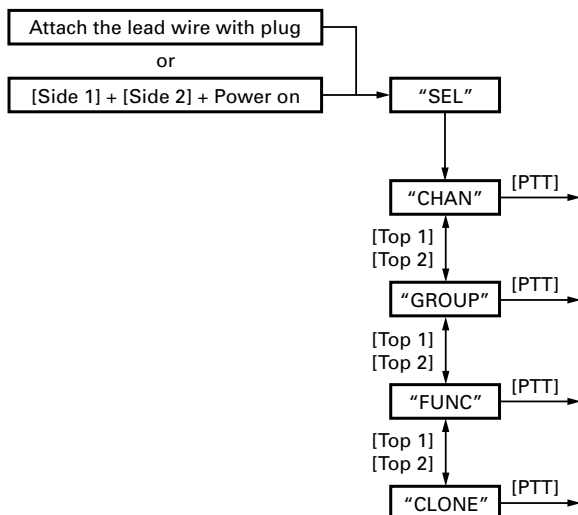 Attach the lead wire with plug
or
[Side 1] + [Side 2] + Power on
“SEL”
“CHAN”
[PTT]
[Top 1]
[Top 2]
“GROUP”
[PTT]
[Top 1]
[Top 2]
“FUNC”
[PTT]
[Top 1]
[Top 2]
“CLONE”
[PTT]